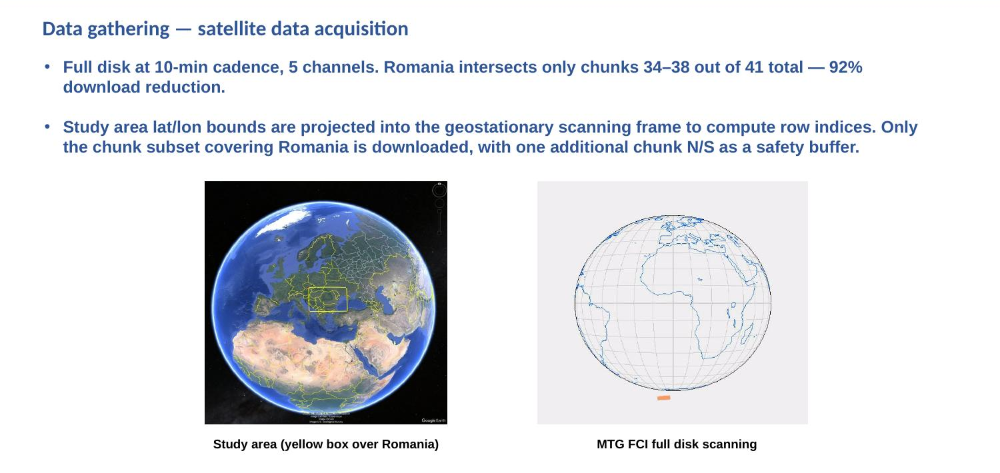 Data gathering — satellite data acquisition
• Full disk at 10-min cadence, 5 channels. Romania intersects only chunks 34–38 out of 41 total — 92%
download reduction.
• Study area lat/lon bounds are projected into the geostationary scanning frame to compute row indices. Only
the chunk subset covering Romania is downloaded, with one additional chunk N/S as a safety buffer.
Google Earth
Study area (yellow box over Romania)
MTG FCI full disk scanning